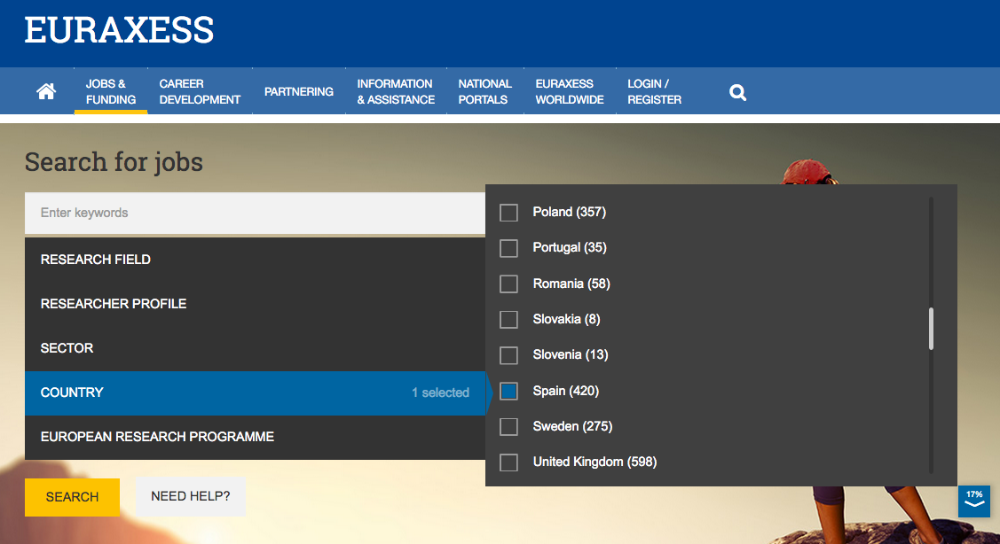 EURAXESS
JOBS &
FUNDING
CAREER
DEVELOPMENT
PARTNERING
INFORMATION
& ASSISTANCE
NATIONAL
PORTALS
EURAXESS
WORLDWIDE
LOGIN /
REGISTER
Search for jobs
Enter keywords
RESEARCH FIELD
RESEARCHER PROFILE
SECTOR
COUNTRY 1 selected
EUROPEAN RESEARCH PROGRAMME
Poland (357)
Portugal (35)
Romania (58)
Slovakia (8)
Slovenia (13)
Spain (420)
Sweden (275)
United Kingdom (598)
SEARCH
NEED HELP?
17%